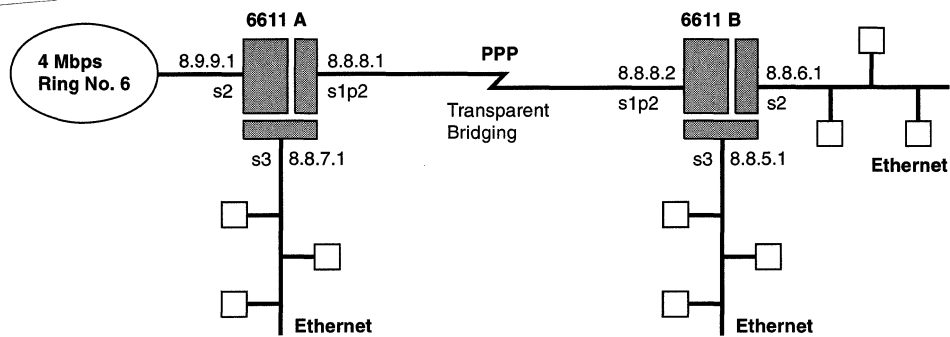 6611 A
6611 B
4 Mbps
Ring No. 6
8.9.9.1
s2
8.8.8.1
s1p2
PPP
Transparent
Bridging
8.8.8.2
s1p2
8.8.6.1
s2
s3
8.8.7.1
s3
8.8.5.1
Ethernet
Ethernet
Ethernet